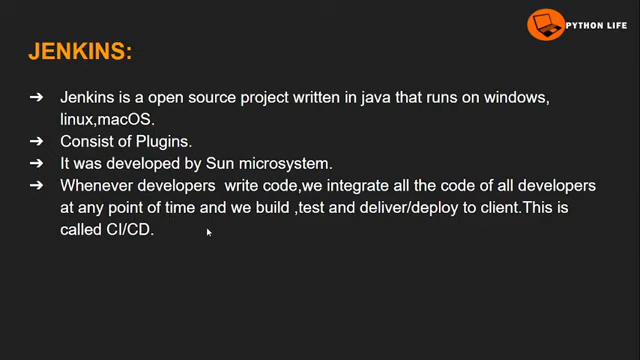 PYTHON LIFE
JENKINS:
➔ Jenkins is a open source project written in java that runs on windows,
linux,macOS.
➔ Consist of Plugins.
➔ It was developed by Sun microsystem.
➔ Whenever developers write code,we integrate all the code of all developers
at any point of time and we build ,test and deliver/deploy to client.This is
called CI/CD.